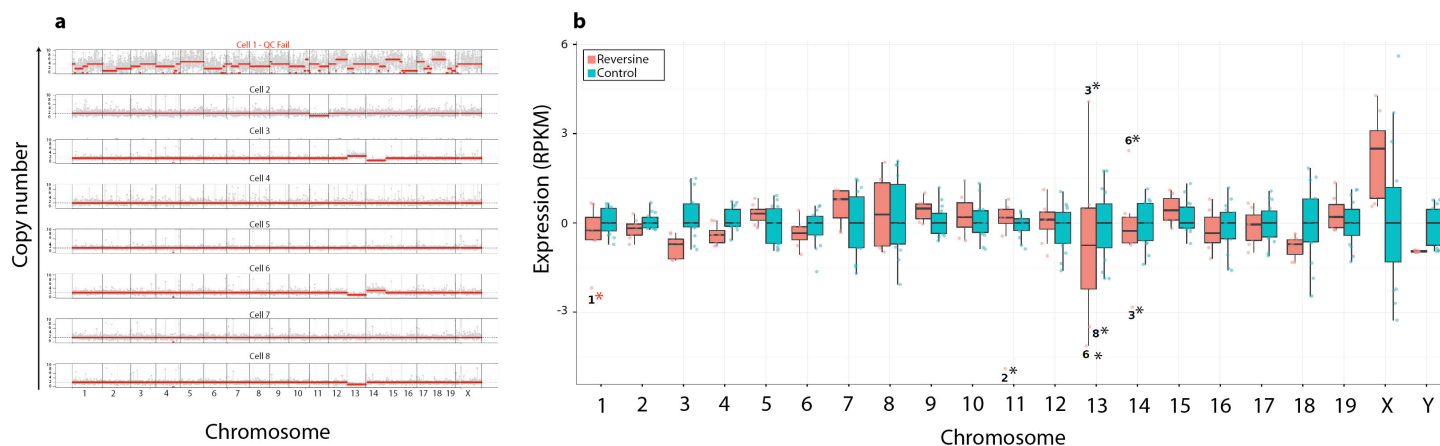 a
Cell 1 - QC Fail
Cell 2
Cell 3
Cell 4
Cell 5
Cell 6
Cell 7
Cell 8
Copy number
1 2 3 4 5 6 7 8 9 10 11 12 13 14 15 16 17 18 19 X
Chromosome
b
Reversine
Control
Expression (RPKM)
6
3
0
-3
3*
6*
1*
8*
3*
6 *
2*
1 2 3 4 5 6 7 8 9 10 11 12 13 14 15 16 17 18 19 X Y
Chromosome